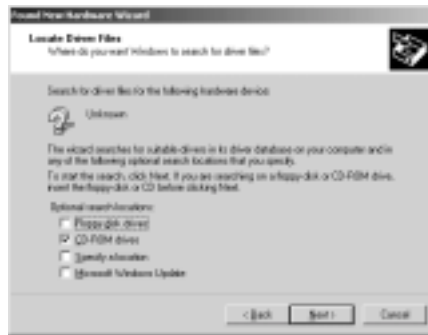 Found New Hardware Wizard
Locate Driver Files
Where do you want Windows to search for driver files?
Search for driver files for the following hardware device:
Unknown
The wizard searches for suitable drivers in its driver database on your computer and in
any of the following optional search locations that you specify.
To start the search, click Next. If you are searching on a floppy disk or CD-ROM drive,
insert the floppy disk or CD before clicking Next.
Optional search locations:
Floppy disk drives
CD-ROM drives
Specify a location
Microsoft Windows Update
< Back
Next >
Cancel